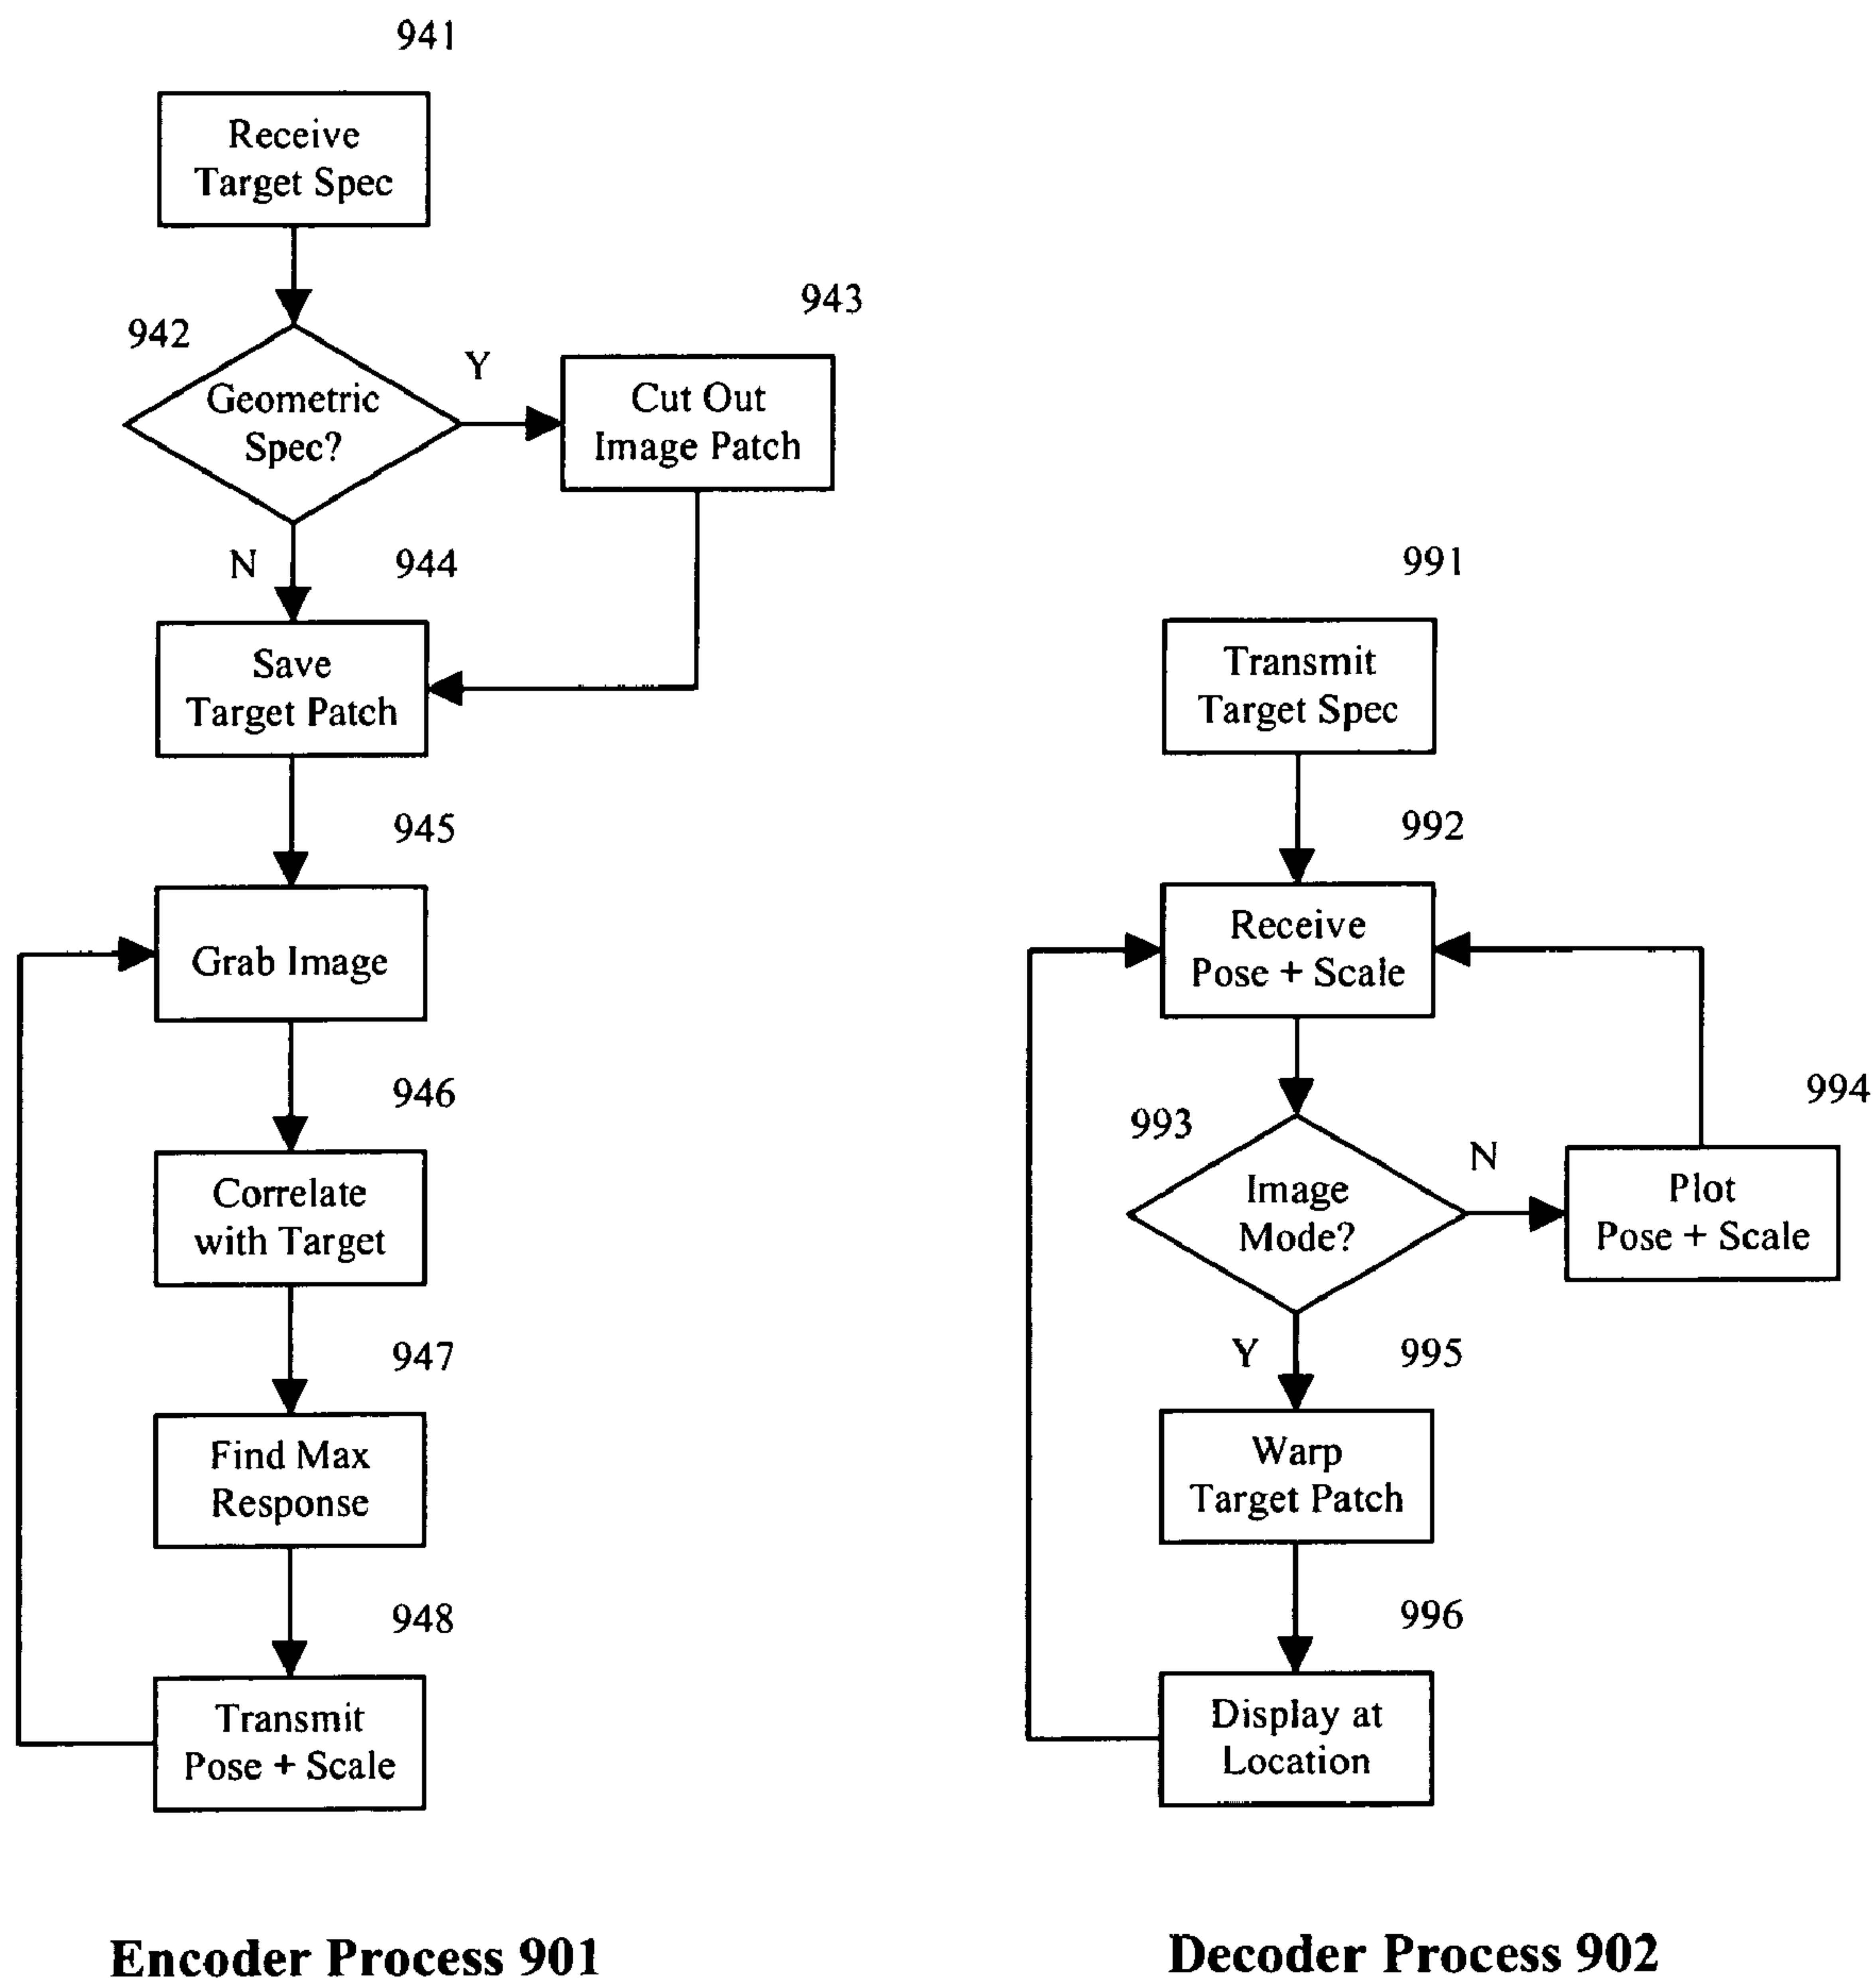 941
Receive
Target Spec
942
Geometric
Spec?
Y
943
Cut Out
Image Patch
N
944
Save
Target Patch
945
Grab Image
946
Correlate
with Target
947
Find Max
Response
948
Transmit
Pose + Scale
Encoder Process 901
991
Transmit
Target Spec
992
Receive
Pose + Scale
993
Image
Mode?
N
994
Plot
Pose + Scale
Y
995
Warp
Target Patch
996
Display at
Location
Decoder Process 902